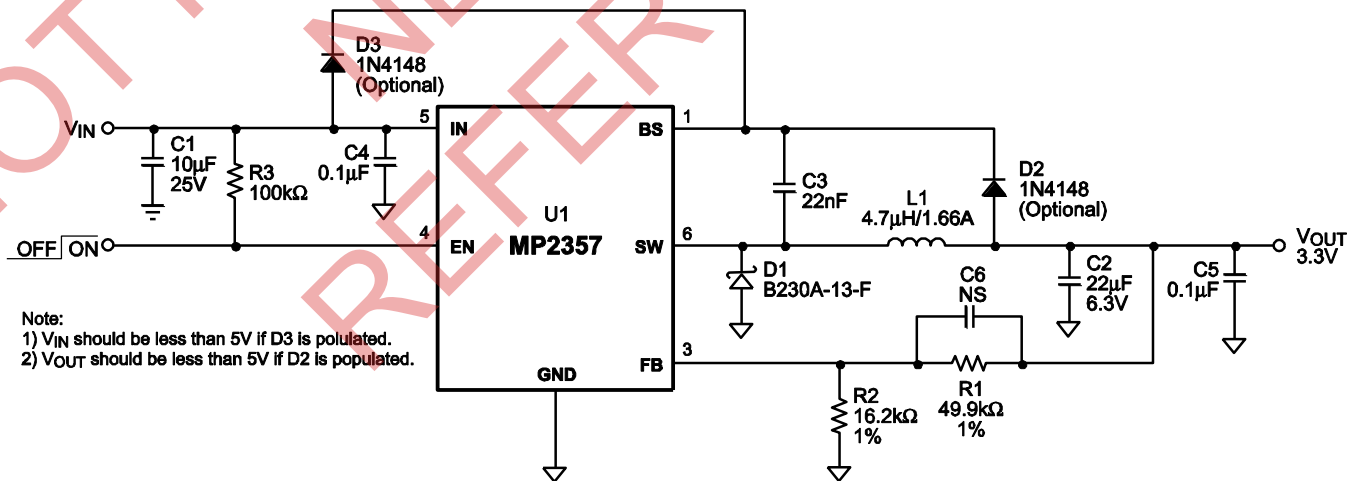 NOT
NE
REFER
D3
1N4148
(Optional)
VIN
5
IN
BS
1
C1
10µF
25V
R3
100kΩ
C4
0.1µF
C3
22nF
D2
1N4148
(Optional)
U1
MP2357
L1
4.7µH/1.66A
OFF ON
4
EN
SW
6
VOUT
3.3V
D1
B230A-13-F
C6
NS
C2
22µF
6.3V
C5
0.1µF
Note:
1) VIN should be less than 5V if D3 is polulated.
2) VOUT should be less than 5V if D2 is populated.
GND
FB
3
R2
16.2kΩ
1%
R1
49.9kΩ
1%